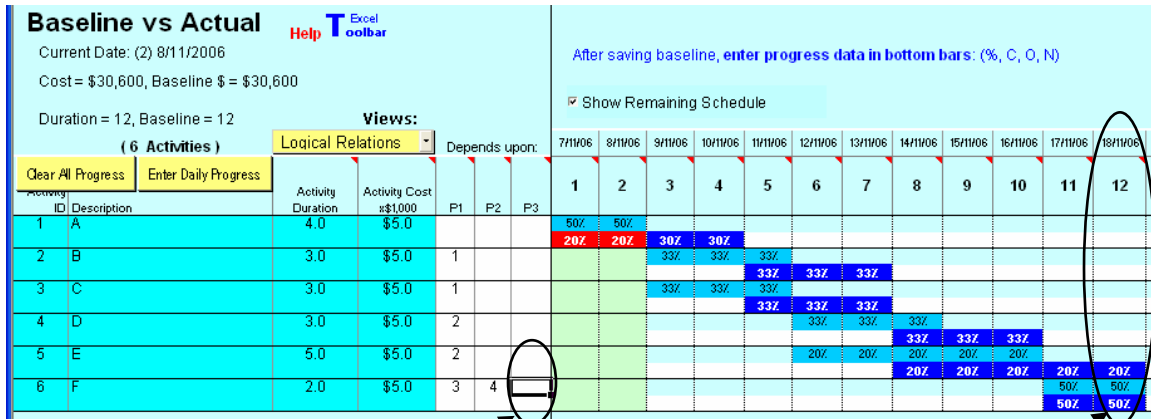 Baseline vs Actual
Help T Excel oolbar
Current Date: (2) 8/11/2006
After saving baseline, enter progress data in bottom bars: (%, C, O, N)
Cost = $30,600, Baseline $ = $30,600
Show Remaining Schedule
Duration = 12, Baseline = 12 Views:
( 6 Activities ) Logical Relations Depends upon: 7/11/06 8/11/06 9/11/06 10/11/06 11/11/06 12/11/06 13/11/06 14/11/06 15/11/06 16/11/06 17/11/06 18/11/06
Clear All Progress Enter Daily Progress
Activity ID Description Activity Duration Activity Cost x$1,000 P1 P2 P3 1 2 3 4 5 6 7 8 9 10 11 12
1 A 4.0 $5.0 50% 50%
20% 20% 30% 30%
2 B 3.0 $5.0 1 33% 33% 33%
33% 33% 33%
3 C 3.0 $5.0 1 33% 33% 33%
33% 33% 33%
4 D 3.0 $5.0 2 33% 33% 33%
33% 33% 33%
5 E 5.0 $5.0 2 20% 20% 20% 20% 20%
20% 20% 20% 20% 20%
6 F 2.0 $5.0 3 4 50% 50%
50% 50%